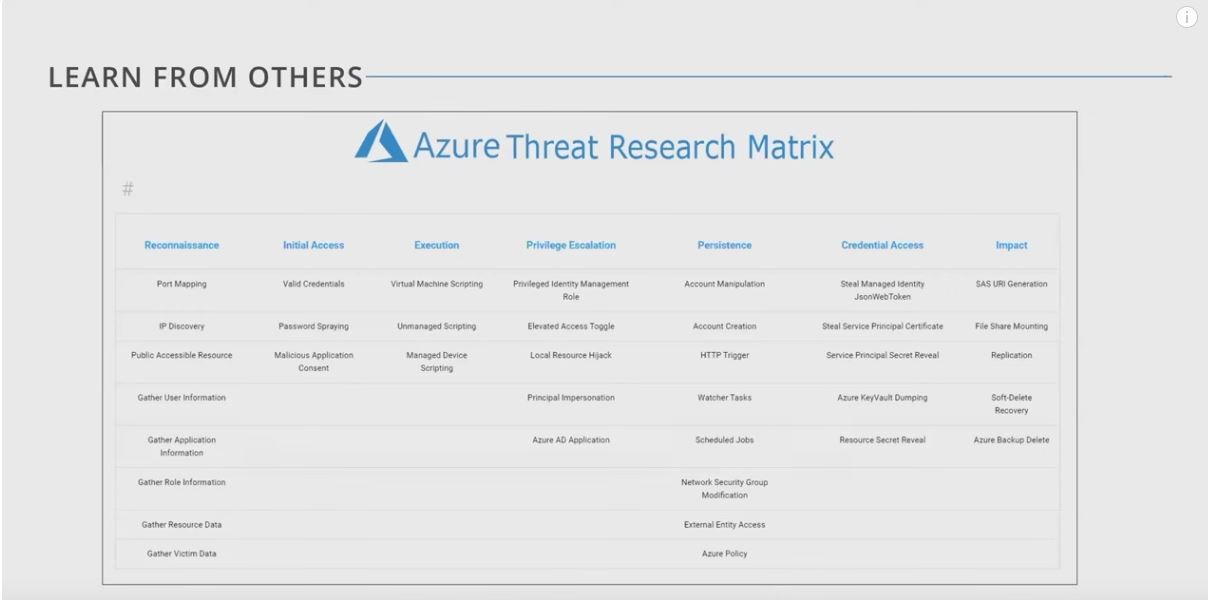 LEARN FROM OTHERS
Azure Threat Research Matrix
#
Reconnaissance Initial Access Execution Privilege Escalation Persistence Credential Access Impact
Port Mapping Valid Credentials Virtual Machine Scripting Privileged Identity Management Account Manipulation Steal Managed Identity SAS URI Generation
Role JsonWebToken
IP Discovery Password Spraying Unmanaged Scripting Elevated Access Toggle Account Creation Steal Service Principal Certificate File Share Mounting
Public Accessible Resource Malicious Application Managed Device Local Resource Hijack HTTP Trigger Service Principal Secret Reveal Replication
Consent Scripting
Gather User Information Principal Impersonation Watcher Tasks Azure KeyVault Dumping Soft-Delete
Recovery
Gather Application Azure AD Application Scheduled Jobs Resource Secret Reveal Azure Backup Delete
Information
Gather Role Information Network Security Group
Modification
Gather Resource Data External Entity Access
Gather Victim Data Azure Policy